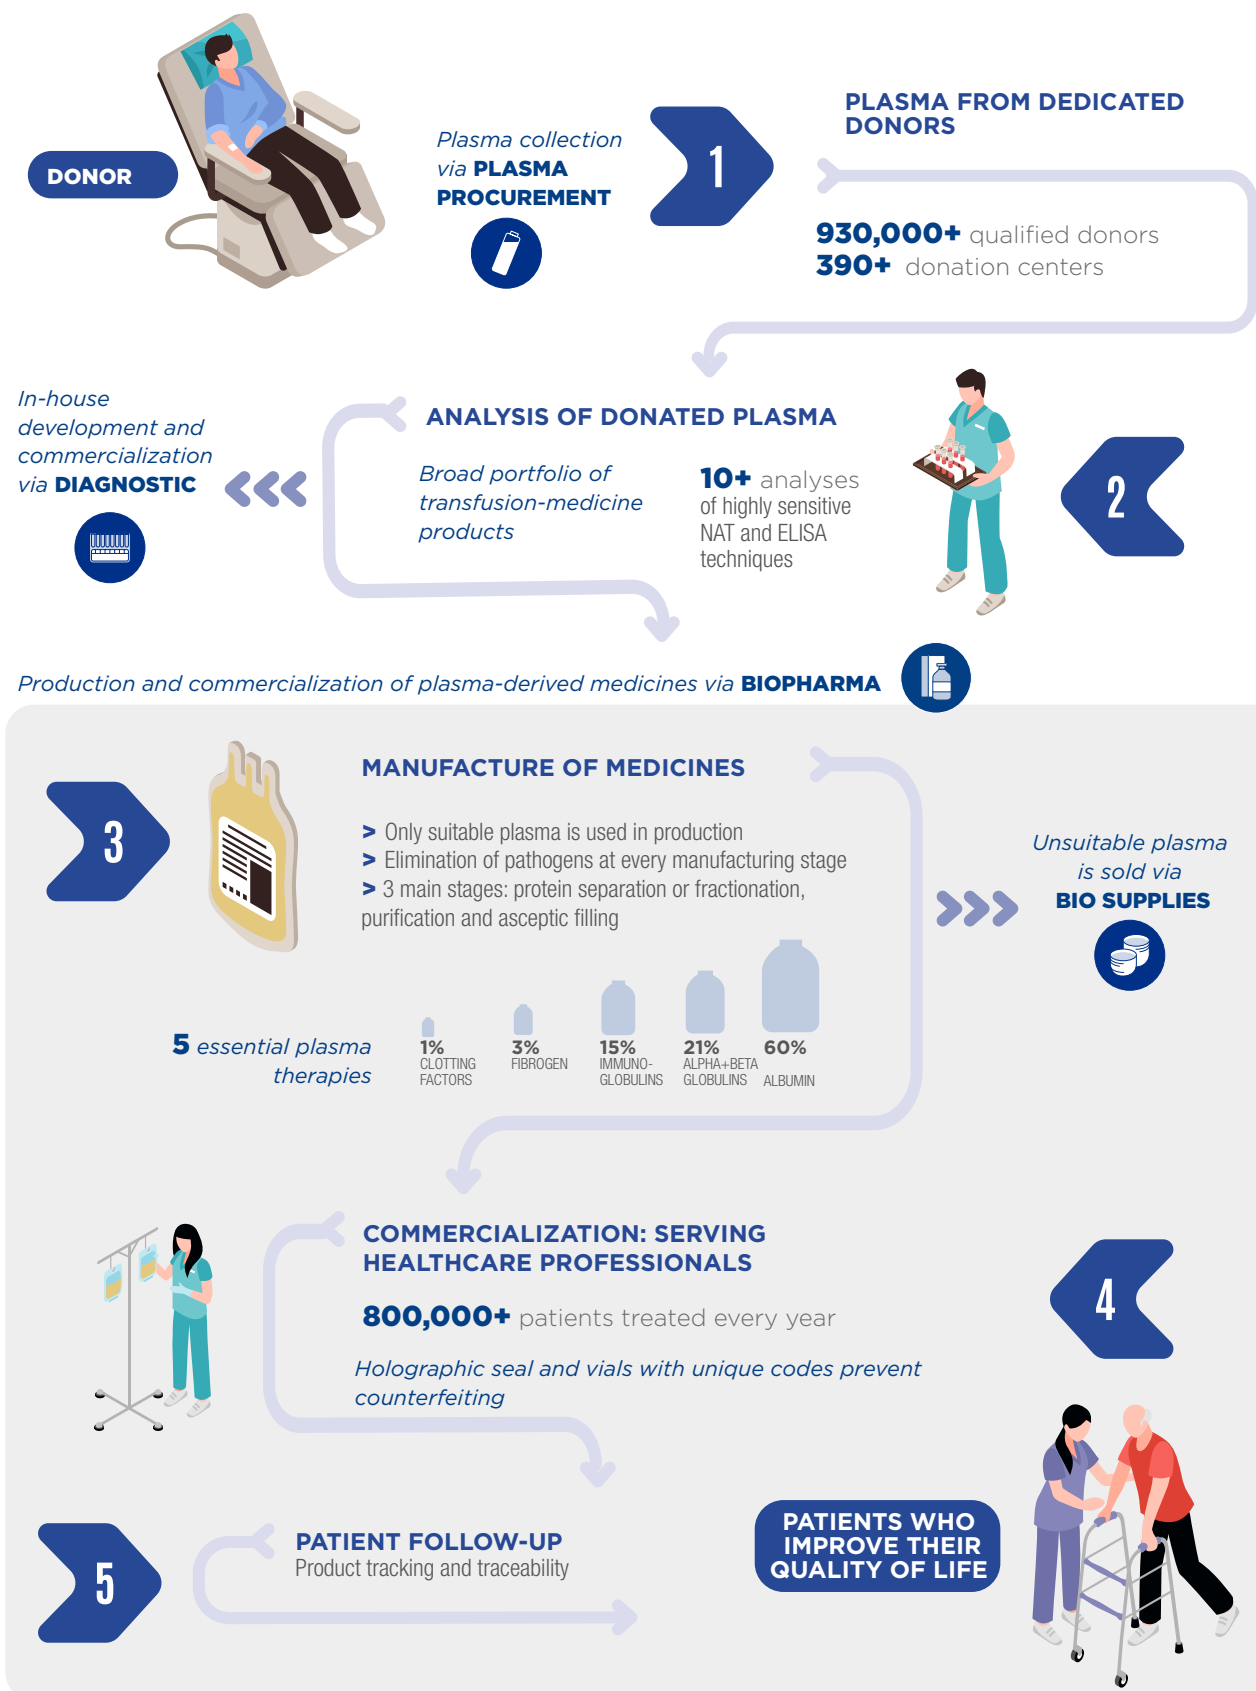 DONOR
Plasma collection
via PLASMA
PROCUREMENT
1
PLASMA FROM DEDICATED
DONORS
930,000+ qualified donors
390+ donation centers
In-house
development and
commercialization
via DIAGNOSTIC
ANALYSIS OF DONATED PLASMA
Broad portfolio of
transfusion-medicine
products
10+ analyses
of highly sensitive
NAT and ELISA
techniques
2
Production and commercialization of plasma-derived medicines via BIOPHARMA
3
MANUFACTURE OF MEDICINES
> Only suitable plasma is used in production
> Elimination of pathogens at every manufacturing stage
> 3 main stages: protein separation or fractionation,
purification and asceptic filling
Unsuitable plasma
is sold via
BIO SUPPLIES
5 essential plasma
therapies
1%
CLOTTING
FACTORS
3%
FIBROGEN
15%
IMMUNO-
GLOBULINS
21%
ALPHA+BETA
GLOBULINS
60%
ALBUMIN
COMMERCIALIZATION: SERVING
HEALTHCARE PROFESSIONALS
800,000+ patients treated every year
Holographic seal and vials with unique codes prevent
counterfeiting
4
5
PATIENT FOLLOW-UP
Product tracking and traceability
PATIENTS WHO
IMPROVE THEIR
QUALITY OF LIFE